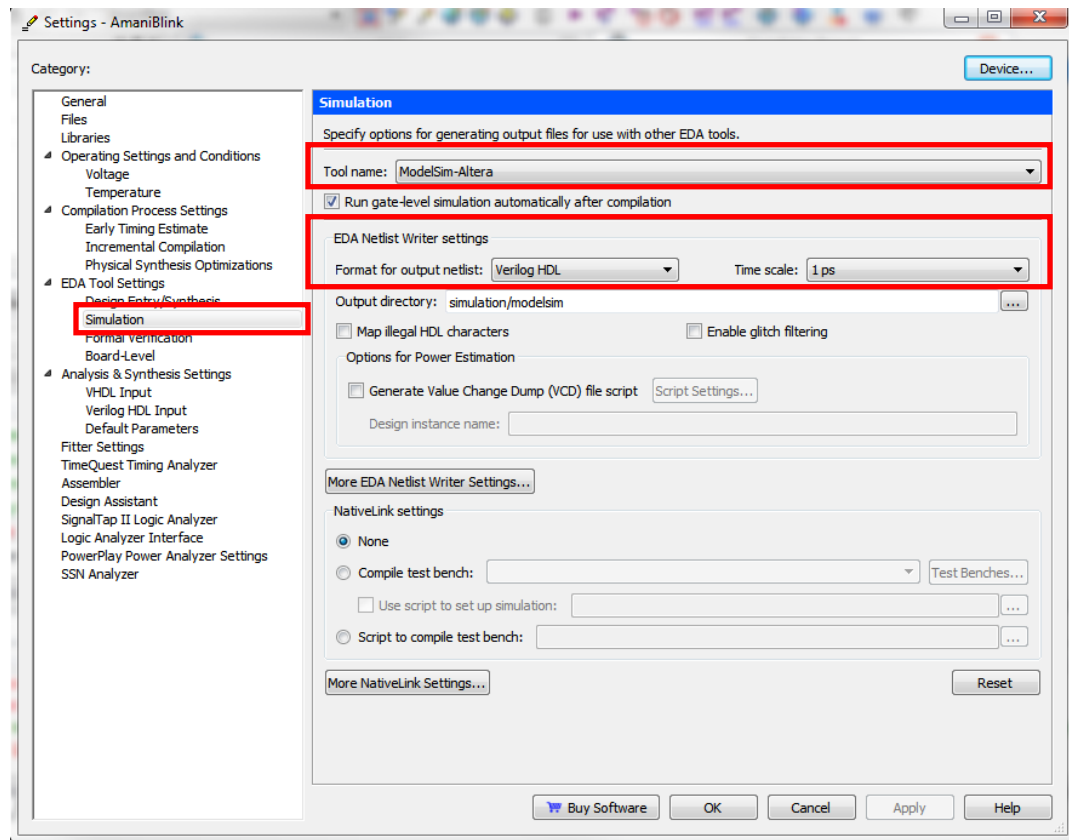 Settings - AmaniBlink
Category:
Device...
General
Files
Libraries
Operating Settings and Conditions
Voltage
Temperature
Compilation Process Settings
Early Timing Estimate
Incremental Compilation
Physical Synthesis Optimizations
EDA Tool Settings
Design Entry/Synthesis
Simulation
Formal Verification
Board-Level
Analysis & Synthesis Settings
VHDL Input
Verilog HDL Input
Default Parameters
Fitter Settings
TimeQuest Timing Analyzer
Assembler
Design Assistant
SignalTap II Logic Analyzer
Logic Analyzer Interface
PowerPlay Power Analyzer Settings
SSN Analyzer
Simulation
Specify options for generating output files for use with other EDA tools.
Tool name: ModelSim-Altera
Run gate-level simulation automatically after compilation
EDA Netlist Writer settings
Format for output netlist: Verilog HDL Time scale: 1 ps
Output directory: simulation/modelsim ...
Map illegal HDL characters Enable glitch filtering
Options for Power Estimation
Generate Value Change Dump (VCD) file script Script Settings...
Design instance name:
More EDA Netlist Writer Settings...
NativeLink settings
None
Compile test bench: Test Benches...
Use script to set up simulation: ...
Script to compile test bench: ...
More NativeLink Settings... Reset
Buy Software OK Cancel Apply Help